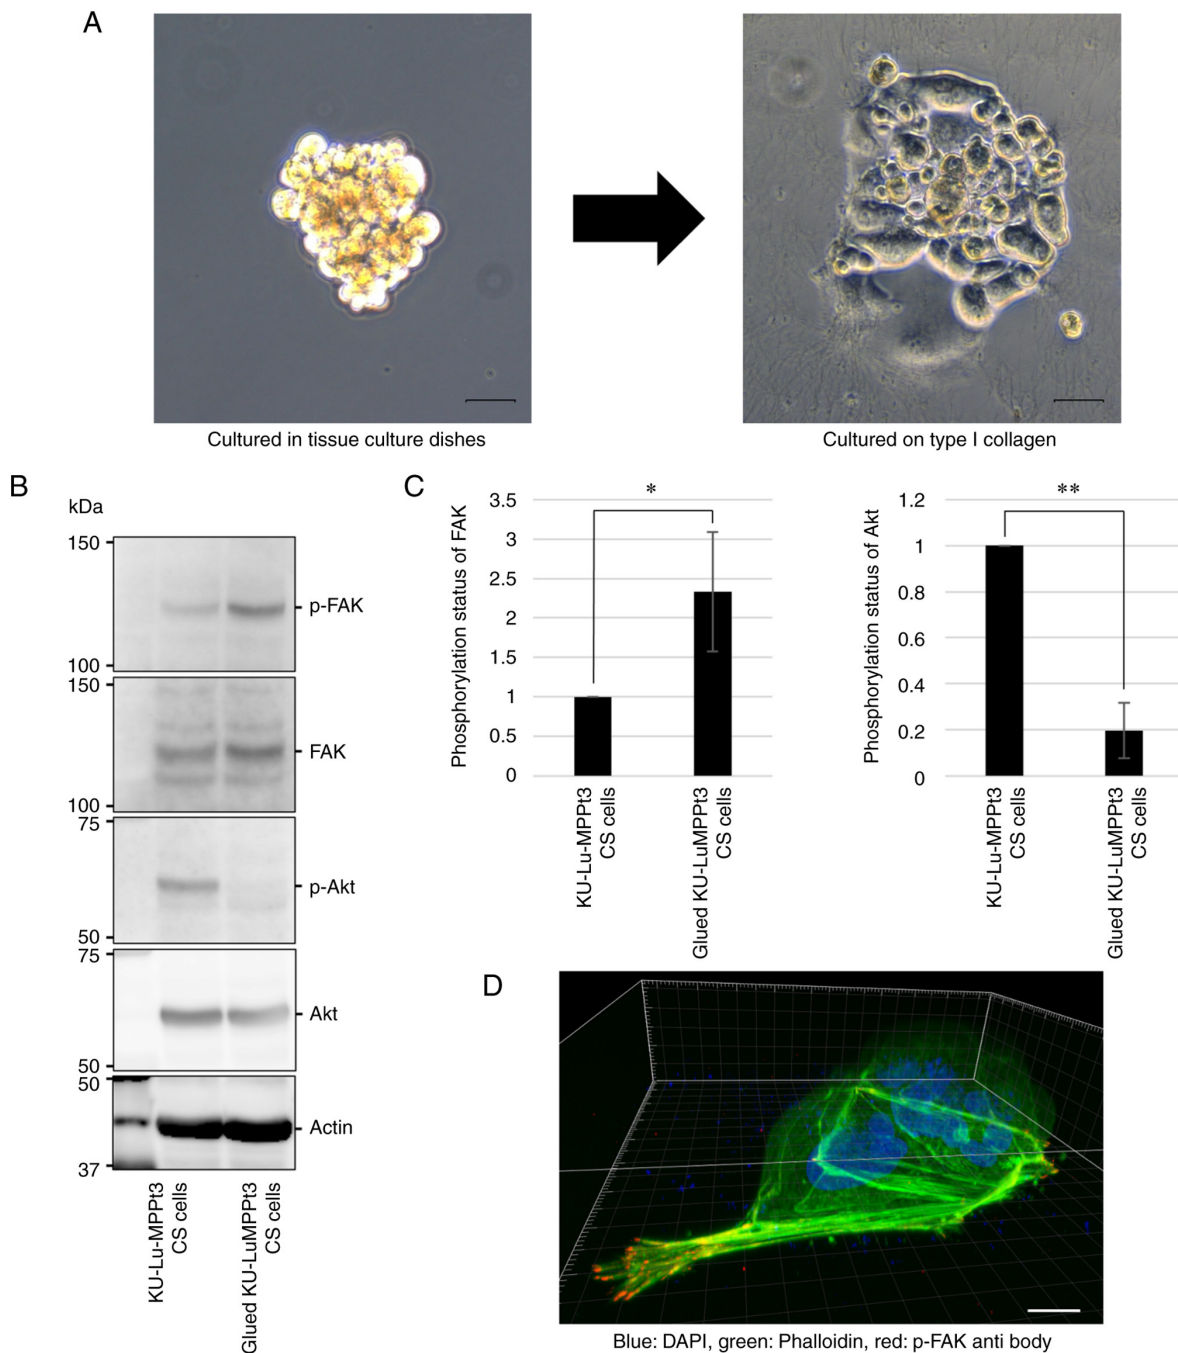 A
Cultured in tissue culture dishes
Cultured on type I collagen
B
kDa
150
p-FAK
100
150
FAK
100
75
p-Akt
50
75
Akt
50
50
Actin
37
KU-Lu-MPPt3
CS cells
Glued KU-LuMPPt3
CS cells
C
Phosphorylation status of FAK
3.5
3
2.5
2
1.5
1
0.5
0
*
KU-Lu-MPPt3
CS cells
Glued KU-LuMPPt3
CS cells
Phosphorylation status of Akt
1.2
1
0.8
0.6
0.4
0.2
0
**
KU-Lu-MPPt3
CS cells
Glued KU-LuMPPt3
CS cells
D
Blue: DAPI, green: Phalloidin, red: p-FAK anti body